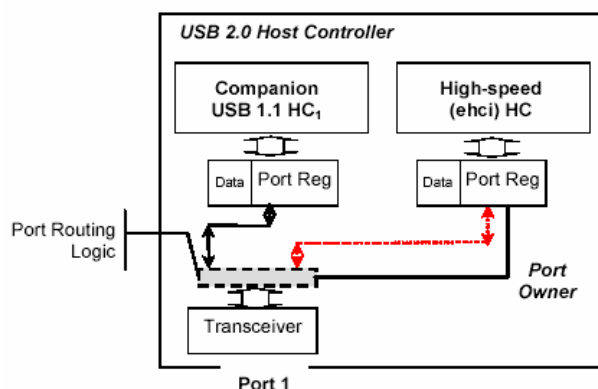 USB 2.0 Host Controller
Companion
USB 1.1 HC₁
High-speed
(ehci) HC
Data
Port Reg
Data
Port Reg
Port Routing
Logic
Port
Owner
Transceiver
Port 1